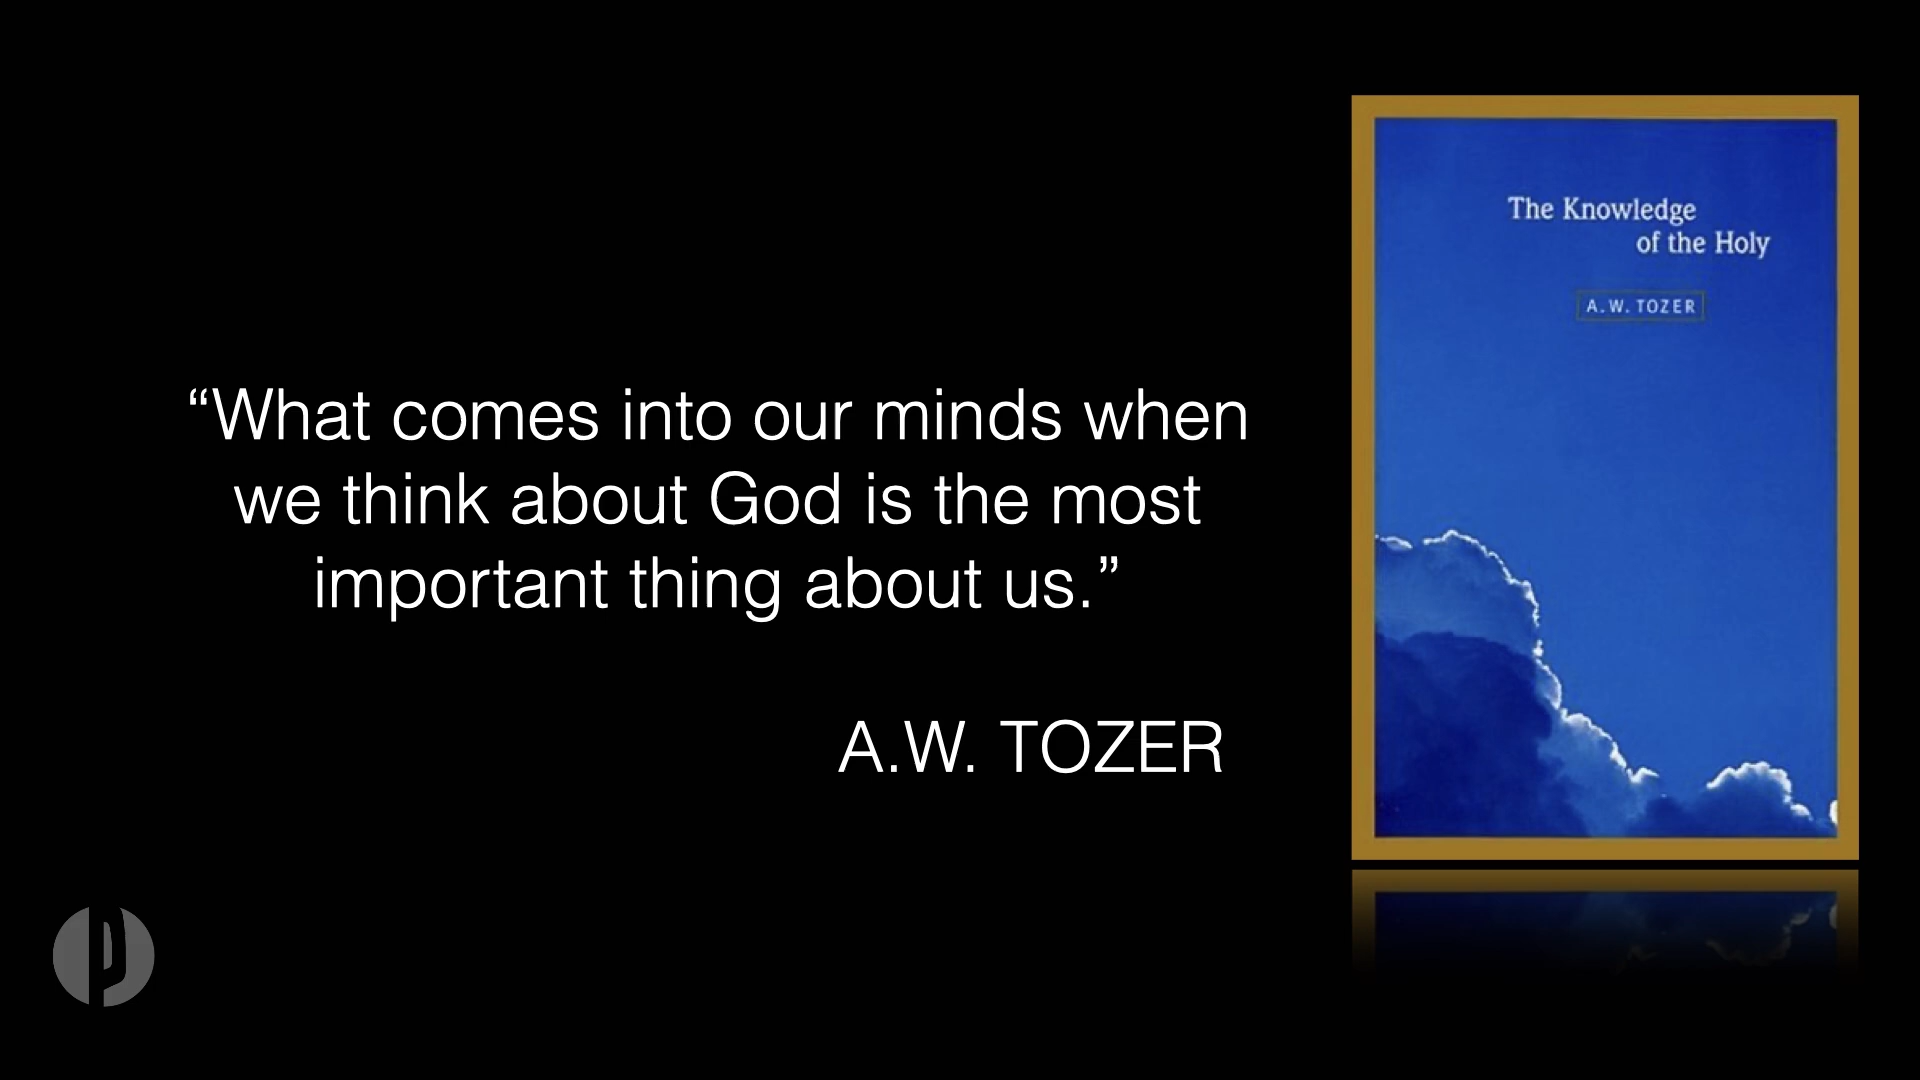 “What comes into our minds when
we think about God is the most
important thing about us.”
A.W. TOZER
The Knowledge
of the Holy
A.W. TOZER